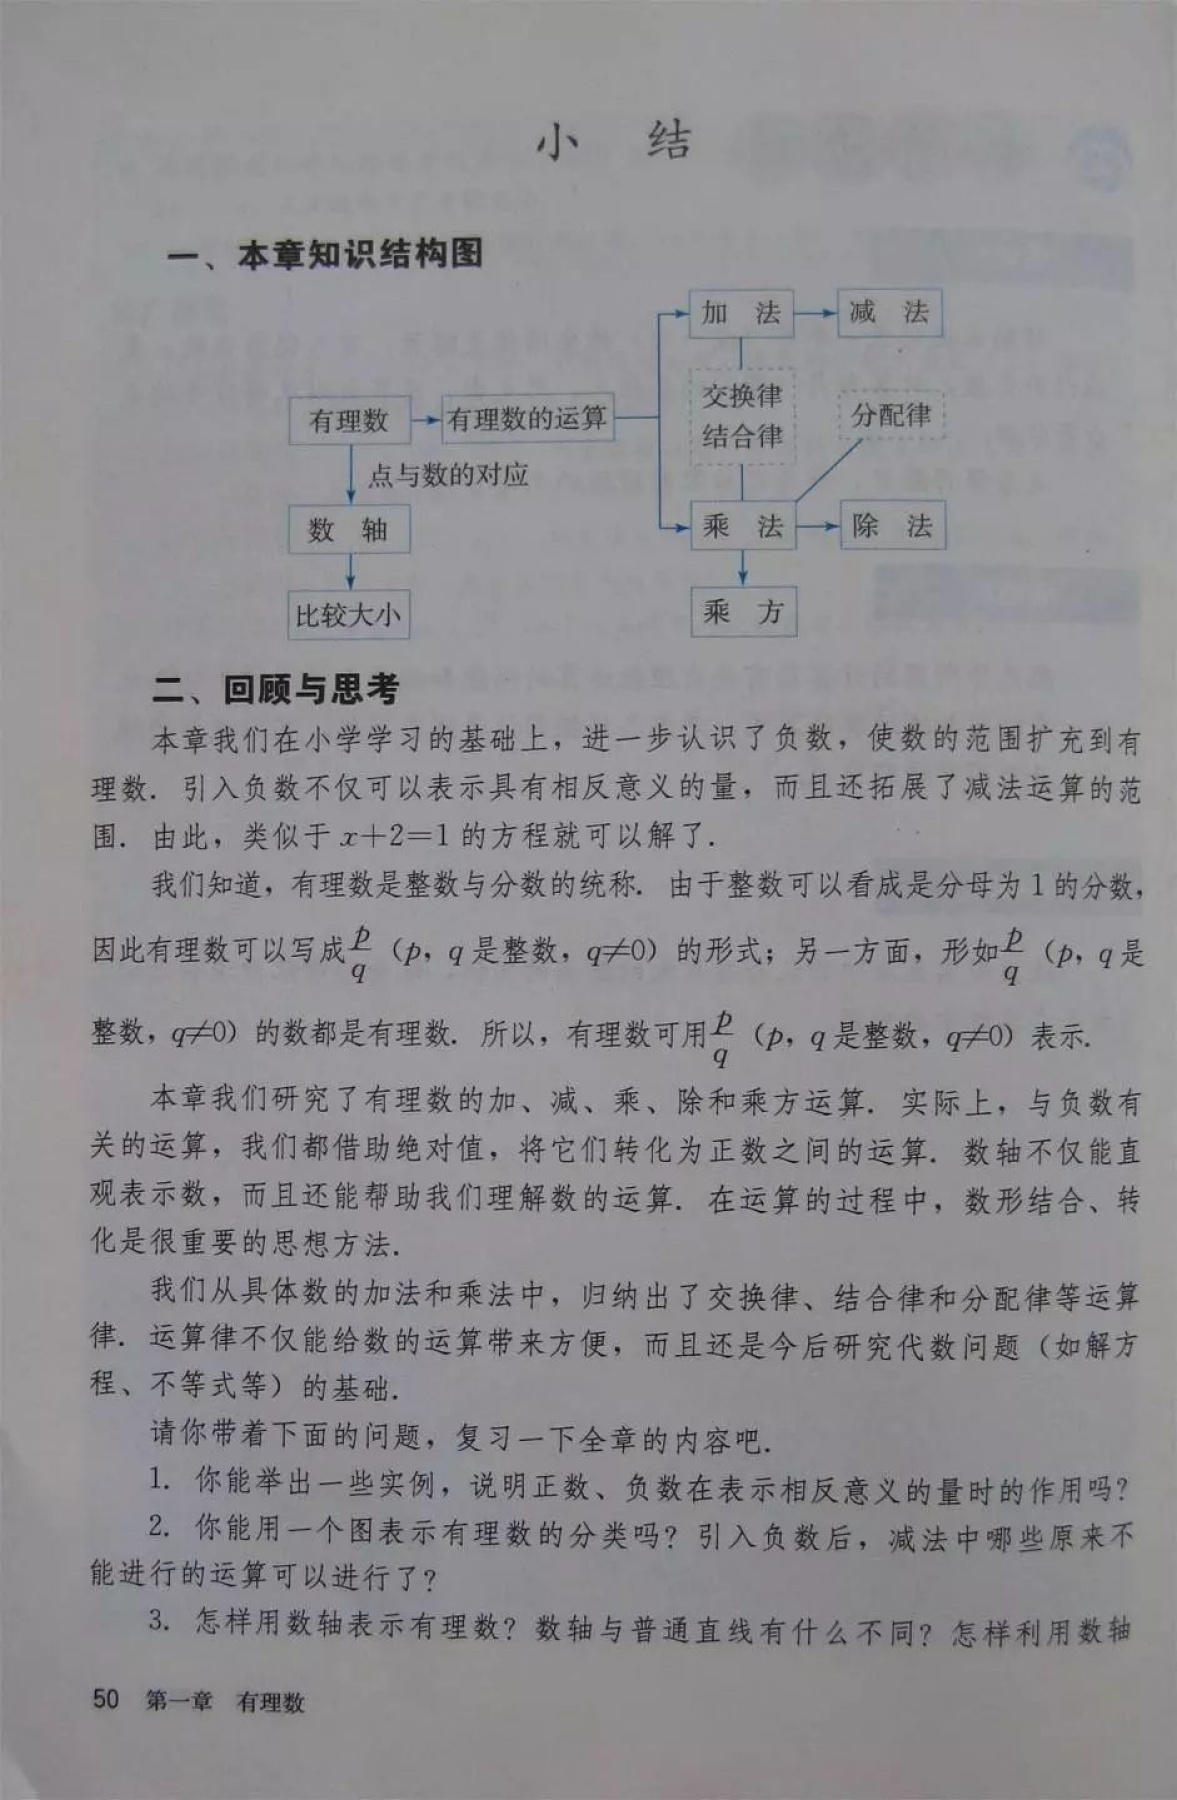 小 结
一、本章知识结构图
加 法
减 法
交换律
结合律
分配律
有理数
有理数的运算
点与数的对应
数 轴
乘 法
除 法
比较大小
乘 方
二、回顾与思考
本章我们在小学学习的基础上，进一步认识了负数，使数的范围扩充到有
理数．引入负数不仅可以表示具有相反意义的量，而且还拓展了减法运算的范
围．由此，类似于 x+2=1 的方程就可以解了．
我们知道，有理数是整数与分数的统称．由于整数可以看成是分母为 1 的分数，
因此有理数可以写成 p/q （p，q 是整数，q≠0）的形式；另一方面，形如 p/q （p，q 是
整数，q≠0）的数都是有理数．所以，有理数可用 p/q （p，q 是整数，q≠0）表示．
本章我们研究了有理数的加、减、乘、除和乘方运算．实际上，与负数有
关的运算，我们都借助绝对值，将它们转化为正数之间的运算．数轴不仅能直
观表示数，而且还能帮助我们理解数的运算．在运算的过程中，数形结合、转
化是很重要的思想方法．
我们从具体数的加法和乘法中，归纳出了交换律、结合律和分配律等运算
律．运算律不仅能给数的运算带来方便，而且还是今后研究代数问题（如解方
程、不等式等）的基础．
请你带着下面的问题，复习一下全章的内容吧．
1. 你能举出一些实例，说明正数、负数在表示相反意义的量时的作用吗？
2. 你能用一个图表示有理数的分类吗？引入负数后，减法中哪些原来不
能进行的运算可以进行了？
3. 怎样用数轴表示有理数？数轴与普通直线有什么不同？怎样利用数轴
50 第一章 有理数